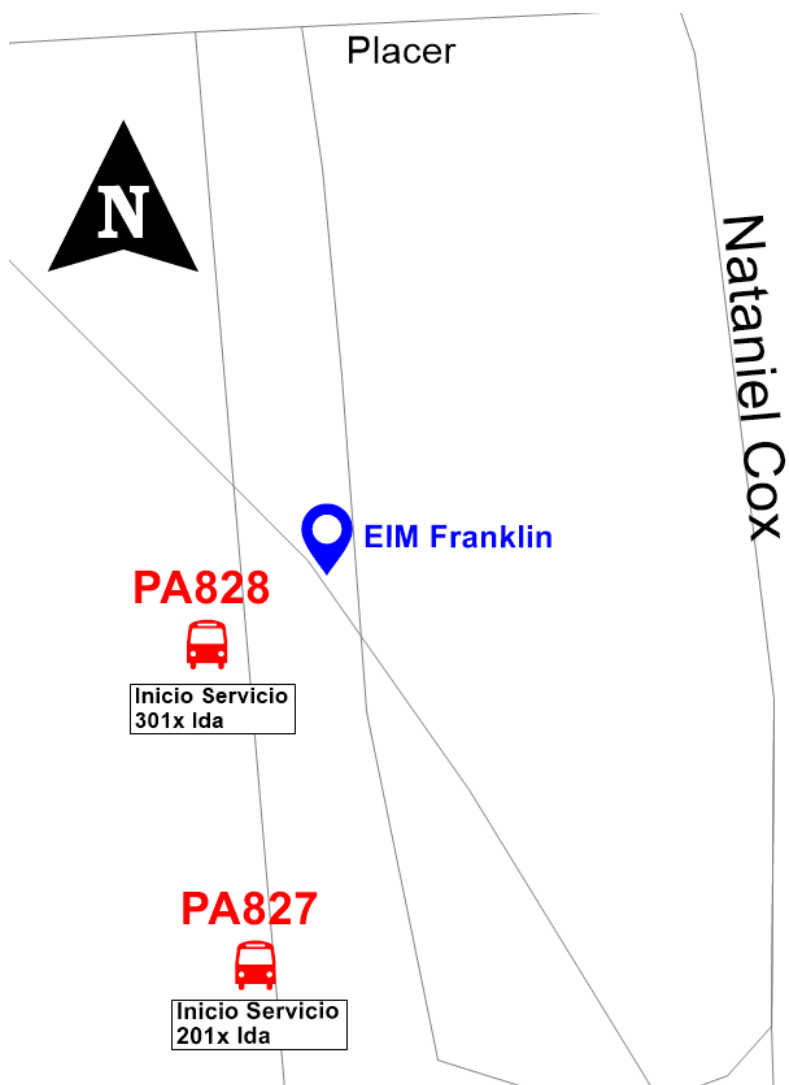 Placer
N
Nataniel Cox
EIM Franklin
PA828
Inicio Servicio
301x Ida
PA827
Inicio Servicio
201x Ida